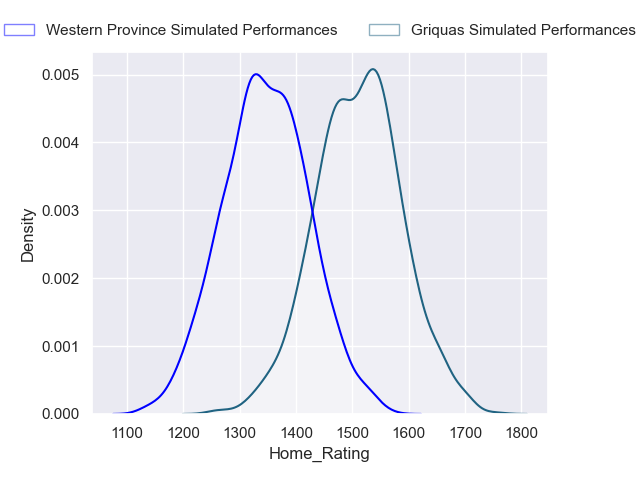 Western Province Simulated Performances Griquas Simulated Performances
0.005
0.004
0.003
0.002
0.001
0.000
Density
1100 1200 1300 1400 1500 1600 1700 1800
Home_Rating